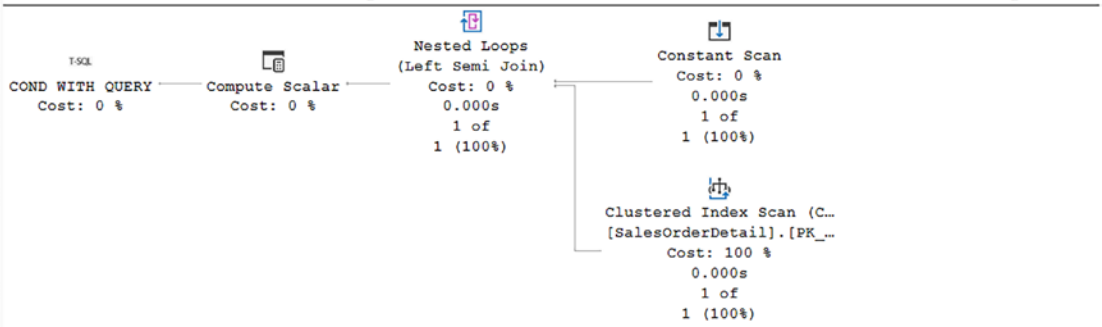 T-SQL
COND WITH QUERY
Cost: 0 %
Compute Scalar
Cost: 0 %
Nested Loops
(Left Semi Join)
Cost: 0 %
0.000s
1 of
1 (100%)
Constant Scan
Cost: 0 %
0.000s
1 of
1 (100%)
Clustered Index Scan (C…
[SalesOrderDetail].[PK_…
Cost: 100 %
0.000s
1 of
1 (100%)